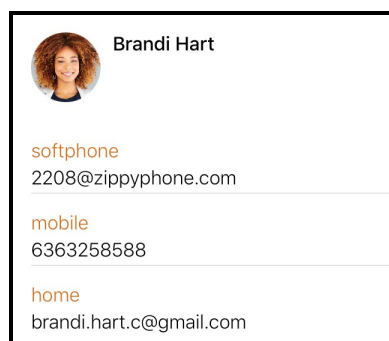 Brandi Hart
softphone
2208@zippyphone.com
mobile
6363258588
home
brandi.hart.c@gmail.com